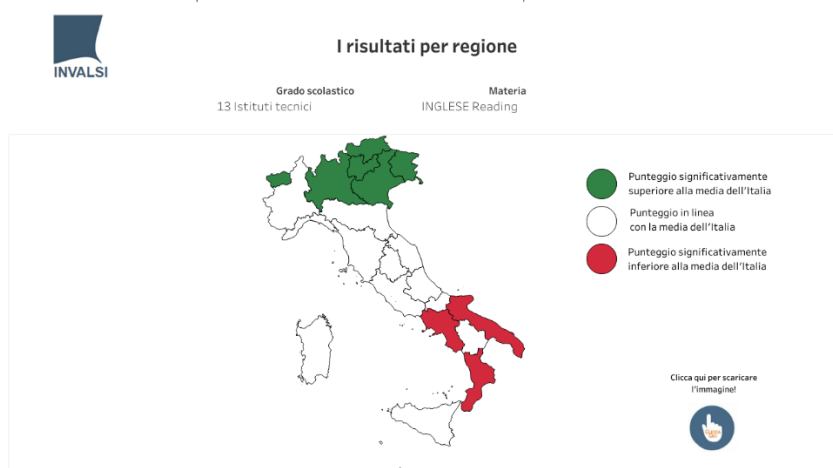 INVALSI
I risultati per regione
Grado scolastico
13 Istituti tecnici
Materia
INGLESE Reading
Punteggio significativamente
superiore alla media dell'Italia
Punteggio in linea
con la media dell'Italia
Punteggio significativamente
inferiore alla media dell'Italia
Clicca qui per scaricare
l'immagine!